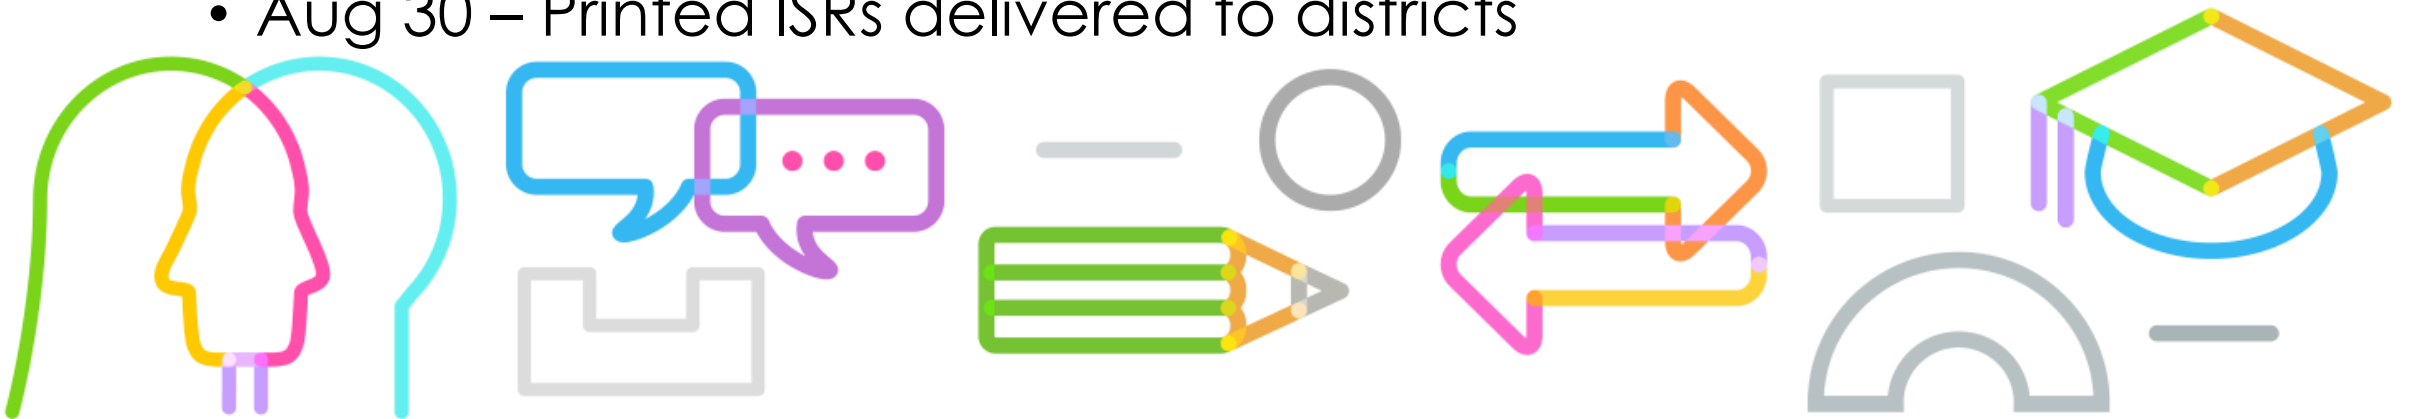 • Aug 30 – Printed ISRs delivered to districts